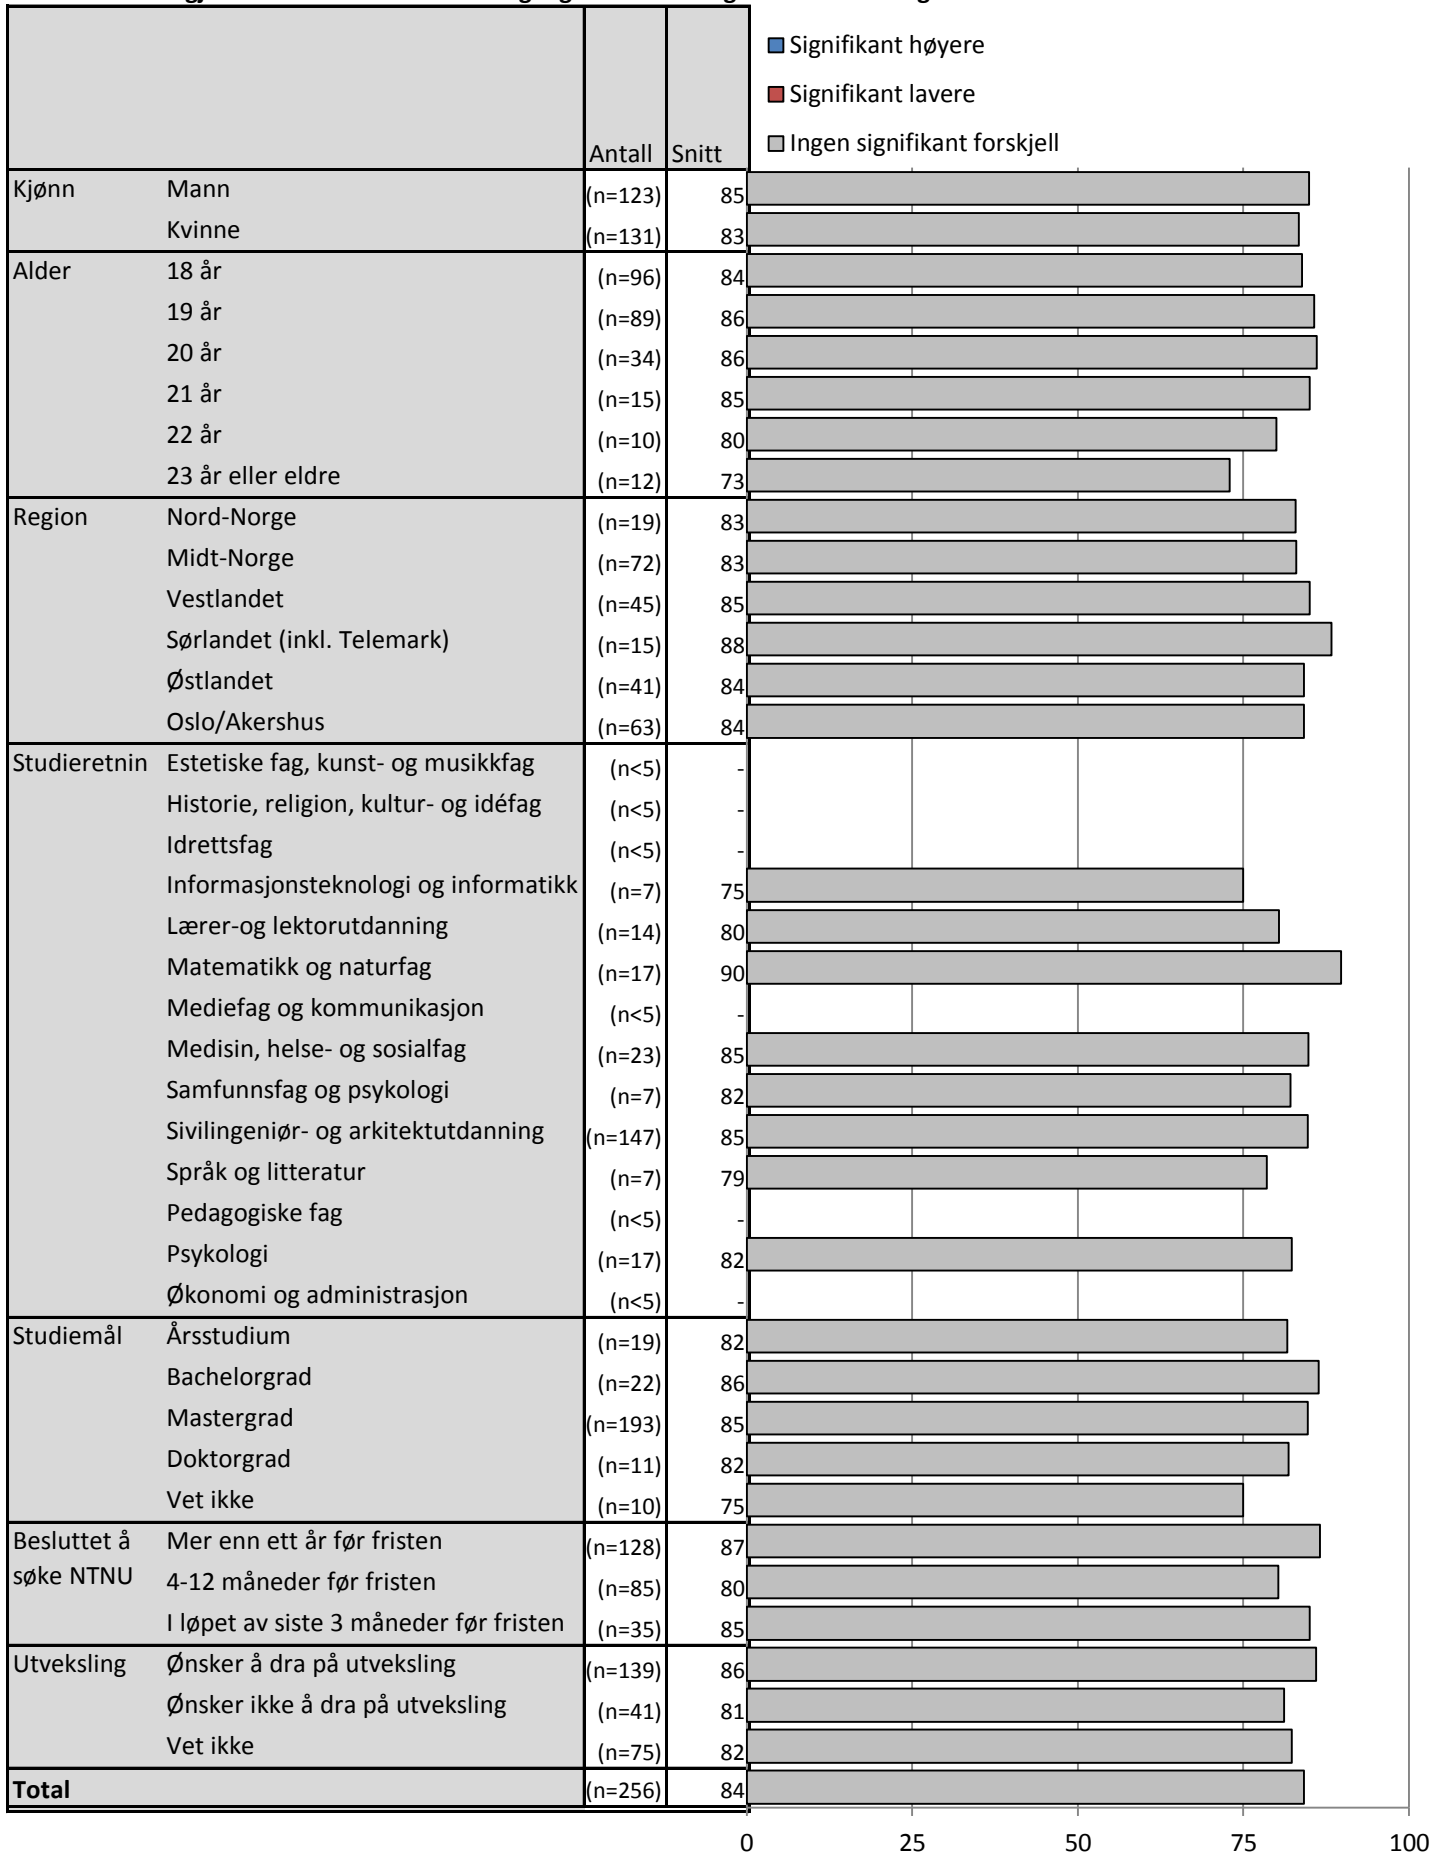 Signifikant høyere
Signifikant lavere
Antall Snitt Ingen signifikant forskjell
Kjønn Mann (n=123) 85
Kvinne (n=131) 83
Alder 18 år (n=96) 84
19 år (n=89) 86
20 år (n=34) 86
21 år (n=15) 85
22 år (n=10) 80
23 år eller eldre (n=12) 73
Region Nord-Norge (n=19) 83
Midt-Norge (n=72) 83
Vestlandet (n=45) 85
Sørlandet (inkl. Telemark) (n=15) 88
Østlandet (n=41) 84
Oslo/Akershus (n=63) 84
Studieretnin Estetiske fag, kunst- og musikkfag (n<5) -
Historie, religion, kultur- og idéfag (n<5) -
Idrettsfag (n<5) -
Informasjonsteknologi og informatikk (n=7) 75
Lærer-og lektorutdanning (n=14) 80
Matematikk og naturfag (n=17) 90
Mediefag og kommunikasjon (n<5) -
Medisin, helse- og sosialfag (n=23) 85
Samfunnsfag og psykologi (n=7) 82
Sivilingeniør- og arkitektutdanning (n=147) 85
Språk og litteratur (n=7) 79
Pedagogiske fag (n<5) -
Psykologi (n=17) 82
Økonomi og administrasjon (n<5) -
Studiemål Årsstudium (n=19) 82
Bachelorgrad (n=22) 86
Mastergrad (n=193) 85
Doktorgrad (n=11) 82
Vet ikke (n=10) 75
Besluttet å Mer enn ett år før fristen (n=128) 87
søke NTNU 4-12 måneder før fristen (n=85) 80
I løpet av siste 3 måneder før fristen (n=35) 85
Utveksling Ønsker å dra på utveksling (n=139) 86
Ønsker ikke å dra på utveksling (n=41) 81
Vet ikke (n=75) 82
Total (n=256) 84
0 25 50 75 100